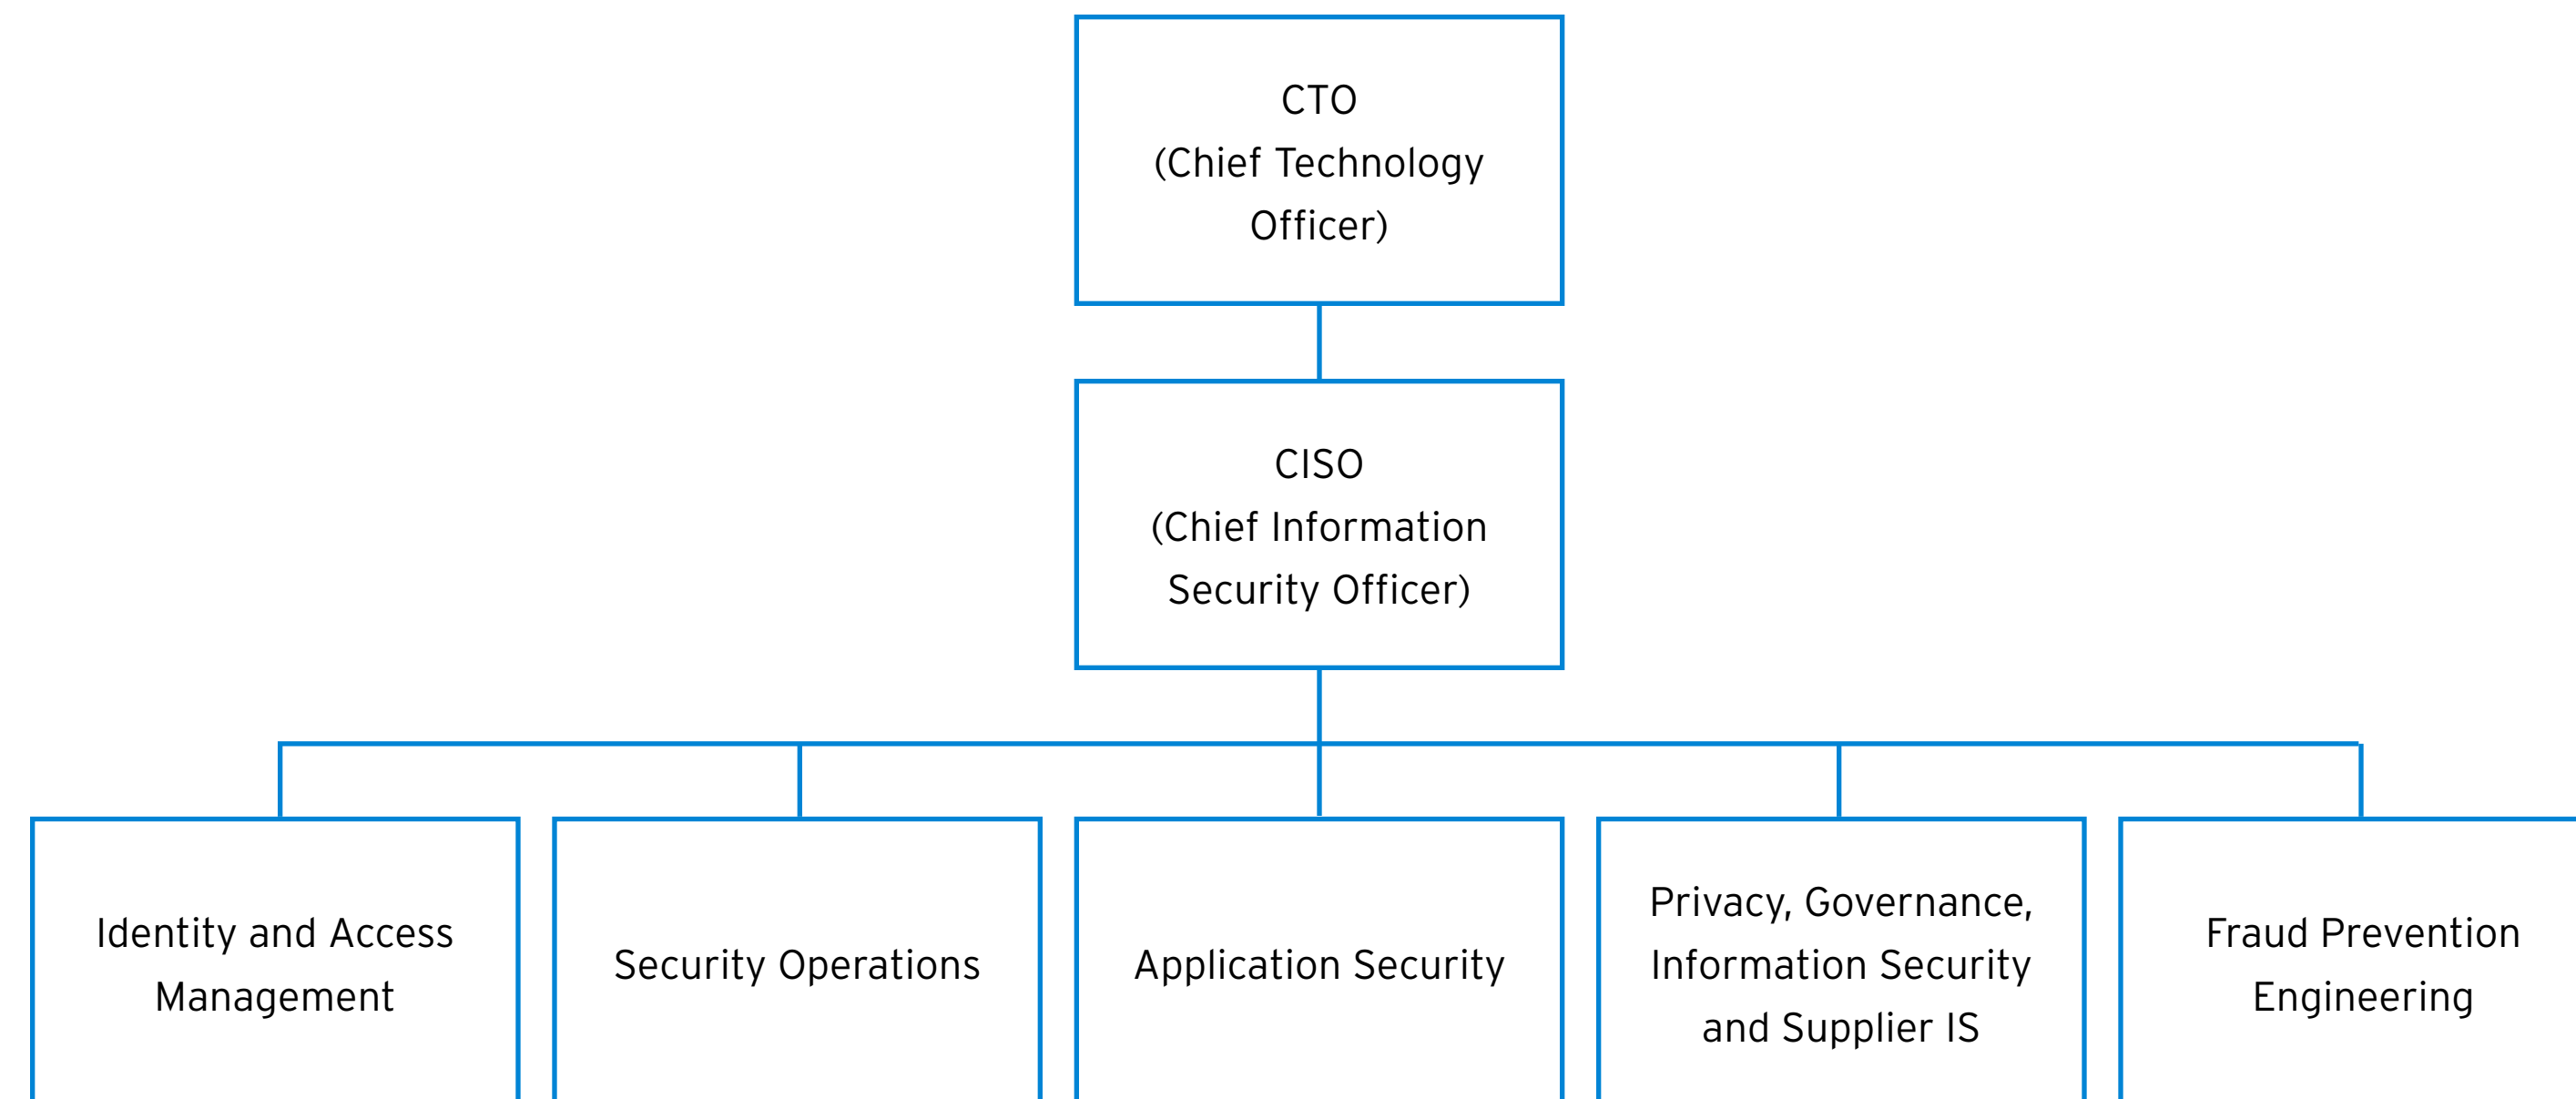 CTO
(Chief Technology
Officer)
CISO
(Chief Information
Security Officer)
Identity and Access
Management
Security Operations
Application Security
Privacy, Governance,
Information Security
and Supplier IS
Fraud Prevention
Engineering